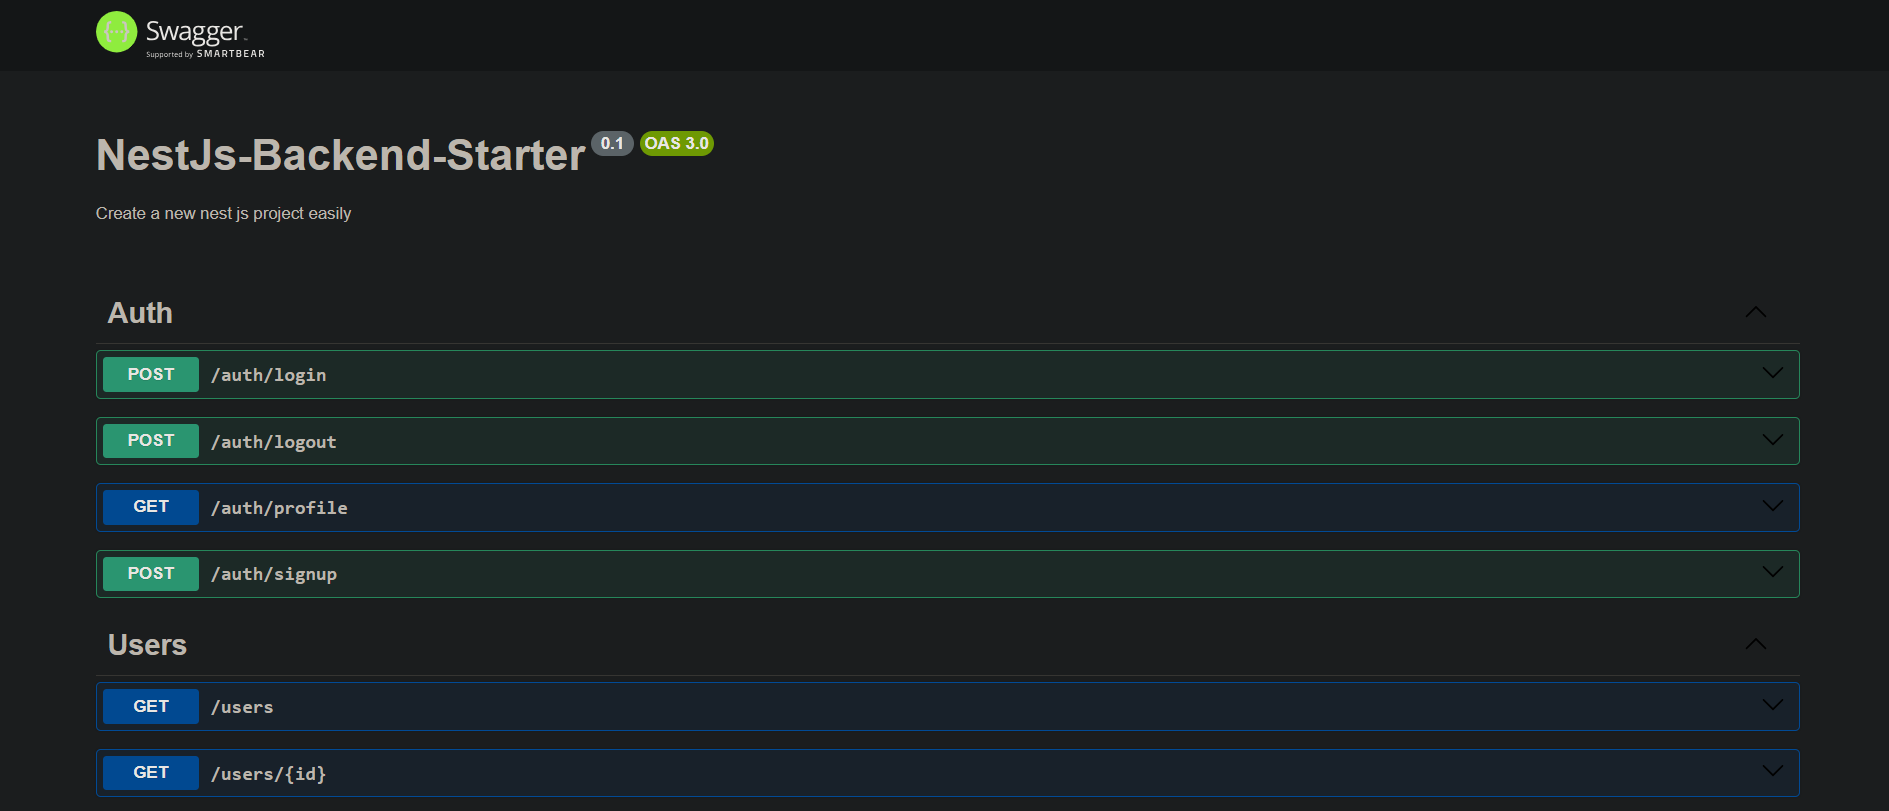 {···} Swagger™
Supported by SMARTBEAR
NestJs-Backend-Starter 0.1 OAS 3.0
Create a new nest js project easily
Auth
POST /auth/login
POST /auth/logout
GET /auth/profile
POST /auth/signup
Users
GET /users
GET /users/{id}